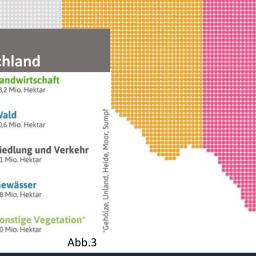 chland
andwirtschaft
8,2 Mio. Hektar
Wald
0,6 Mio. Hektar
iedlung und Verkehr
1 Mio. Hektar
Gewässer
8 Mio. Hektar
onstige Vegetation*
0 Mio. Hektar
*Gehölze, Unland, Heide, Moor, Sumpf
Abb.3